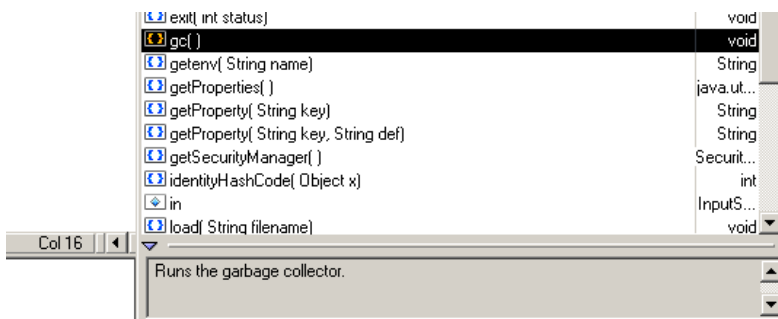 exit( int status) void
gc( ) void
getenv( String name) String
getProperties( ) java.ut...
getProperty( String key) String
getProperty( String key, String def) String
getSecurityManager( ) Securit...
identityHashCode( Object x) int
in InputS...
load( String filename) void
Col 16
Runs the garbage collector.